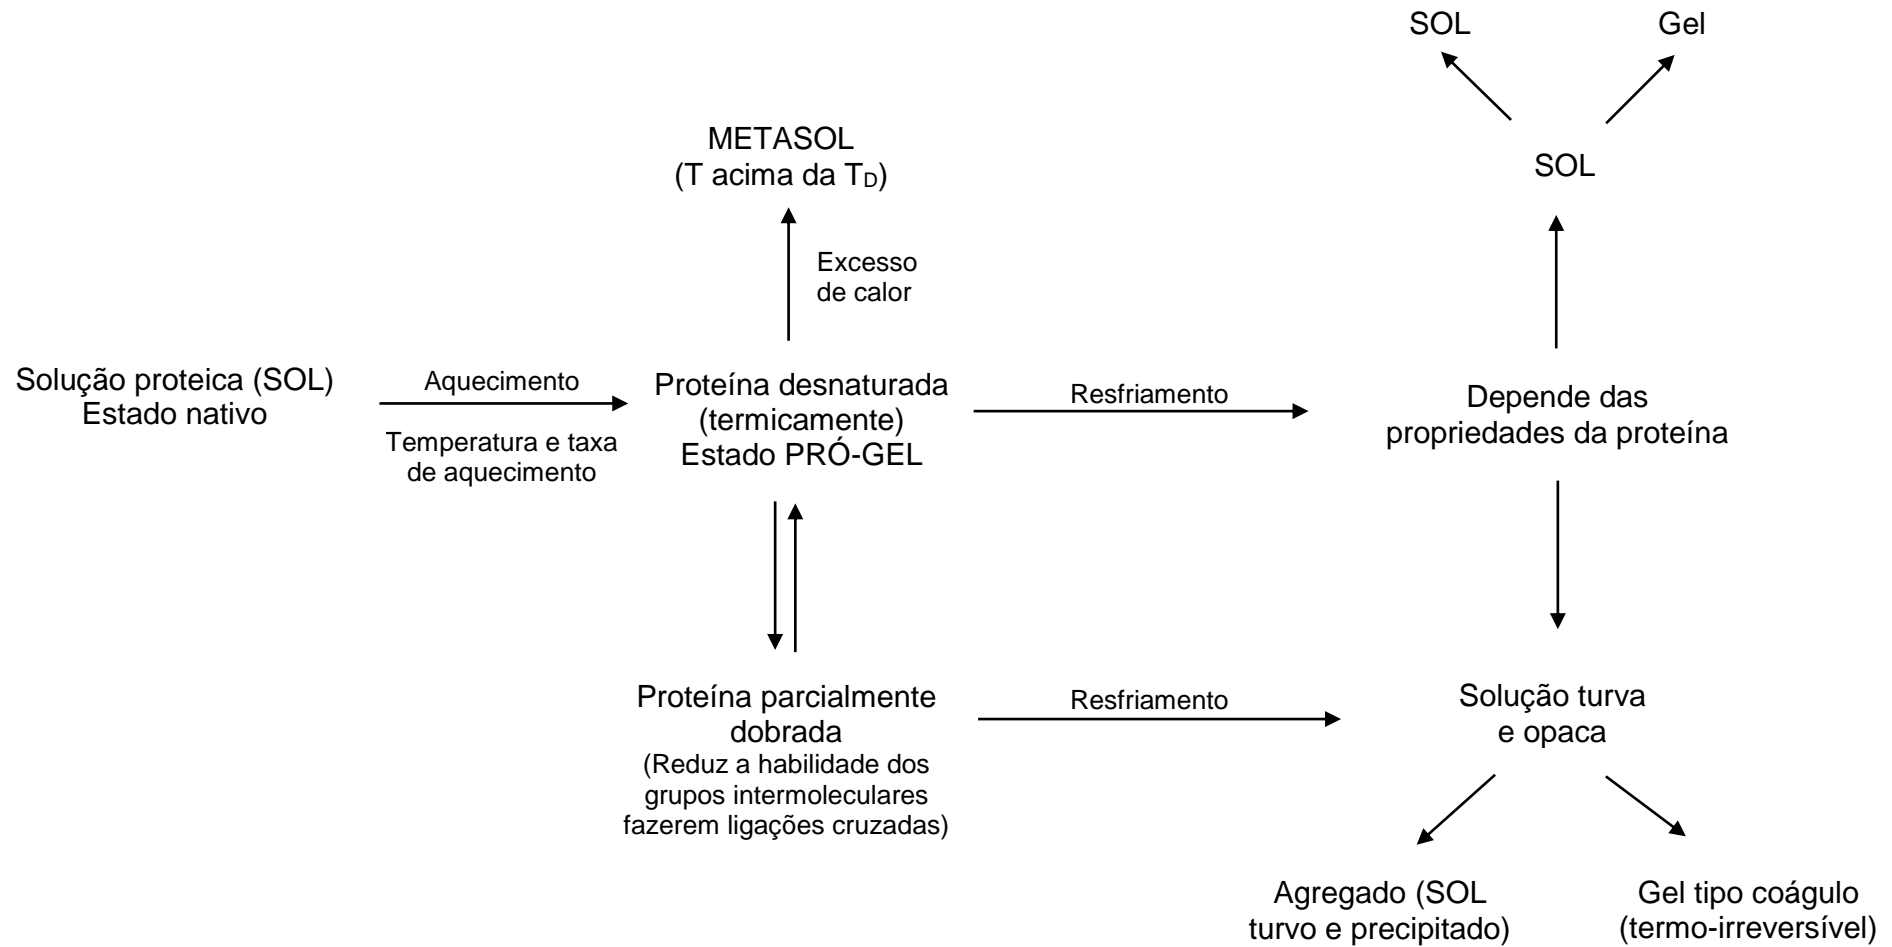 SOL
Gel
METASOL
(T acima da TD)
SOL
Excesso
de calor
Solução proteica (SOL)
Estado nativo
Aquecimento
Temperatura e taxa
de aquecimento
Proteína desnaturada
(termicamente)
Estado PRÓ-GEL
Resfriamento
Depende das
propriedades da proteína
Proteína parcialmente
dobrada
(Reduz a habilidade dos
grupos intermoleculares
fazerem ligações cruzadas)
Resfriamento
Solução turva
e opaca
Agregado (SOL
turvo e precipitado)
Gel tipo coágulo
(termo-irreversível)